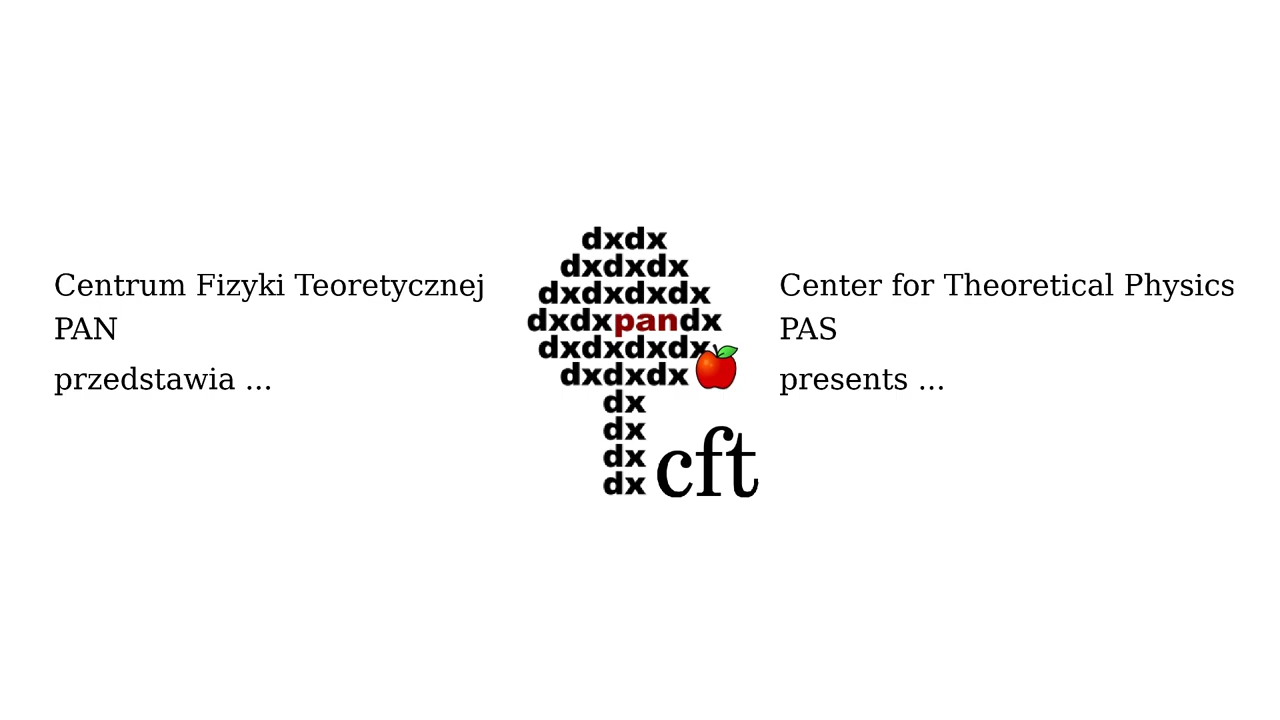 Centrum Fizyki Teoretycznej
PAN
przedstawia ...
dxdx
dxdxdx
dxdxdxdx
dxdxpandx
dxdxdxdx
dxdxdx
dx
dx
dx
dx
cft
Center for Theoretical Physics
PAS
presents ...